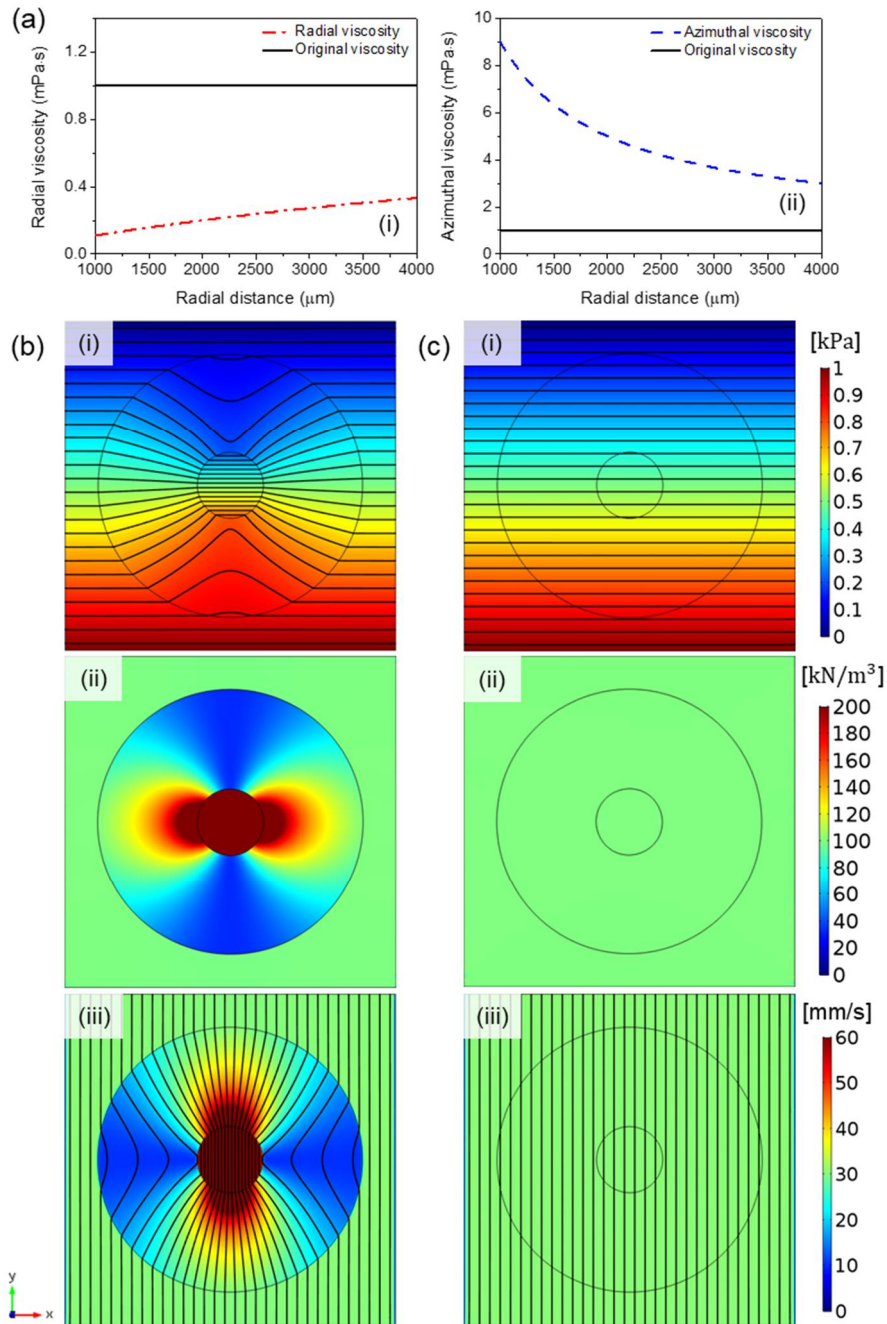 (a)
Radial viscosity
Original viscosity
Radial viscosity (mPa·s)
1.2
0.8
0.4
0.0
1000 1500 2000 2500 3000 3500 4000
Radial distance (μm)
(i)
Azimuthal viscosity
Original viscosity
Azimuthal viscosity (mPa·s)
10
8
6
4
2
0
1000 1500 2000 2500 3000 3500 4000
Radial distance (μm)
(ii)
(b)
(i)
(c)
(i)
[kPa]
1
0.9
0.8
0.7
0.6
0.5
0.4
0.3
0.2
0.1
0
(ii)
(ii)
[kN/m³]
200
180
160
140
120
100
80
60
40
20
0
(iii)
(iii)
[mm/s]
60
50
40
30
20
10
0
y
x